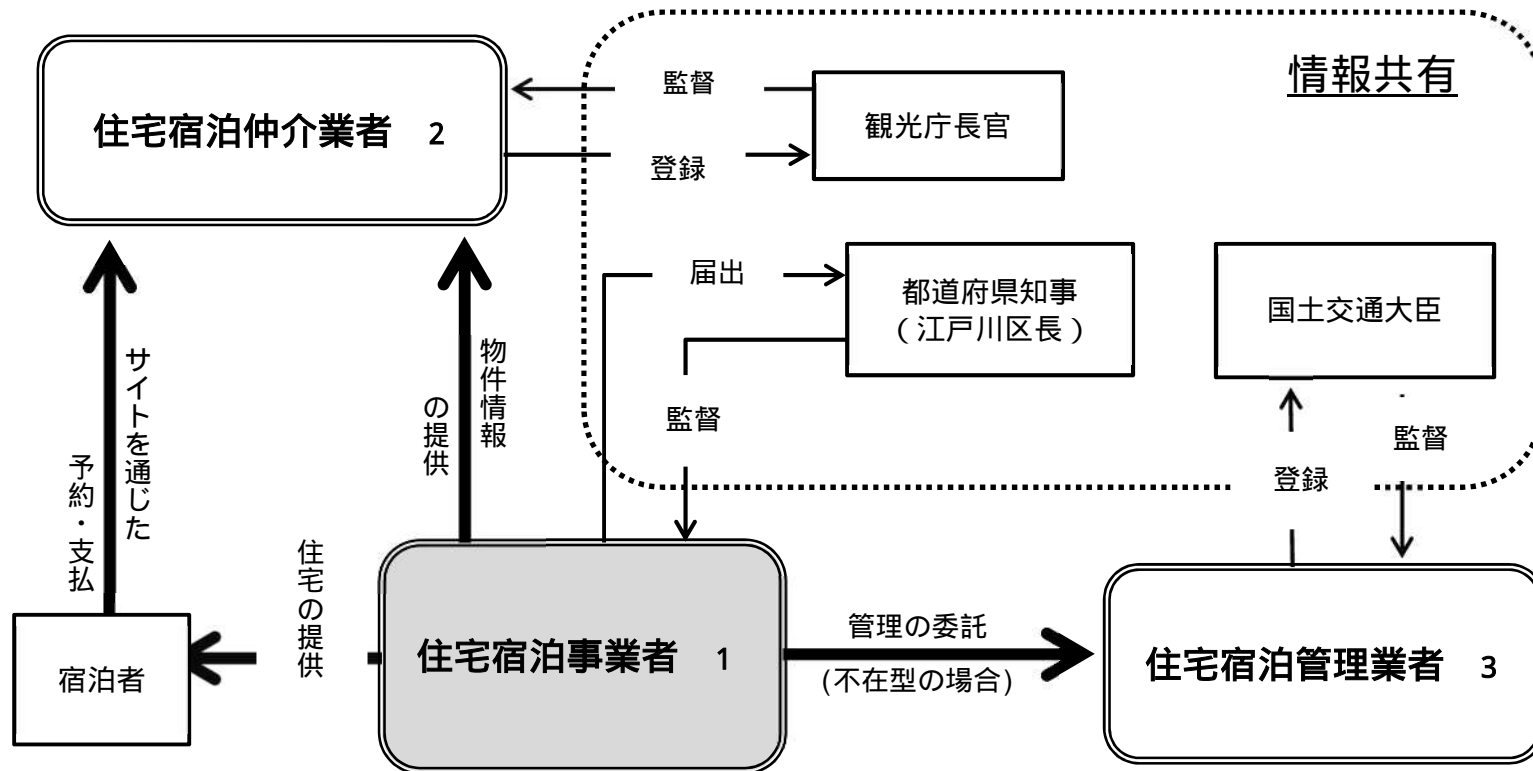 情報共有
監督
住宅宿泊仲介業者 2
観光庁長官
登録
届出
都道府県知事
(江戸川区長)
国土交通大臣
サイトを通じた
予約・支払
物件情報
の提供
監督
監督
登録
住宅の提供
宿泊者
住宅宿泊事業者 1
管理の委託
(不在型の場合)
住宅宿泊管理業者 3